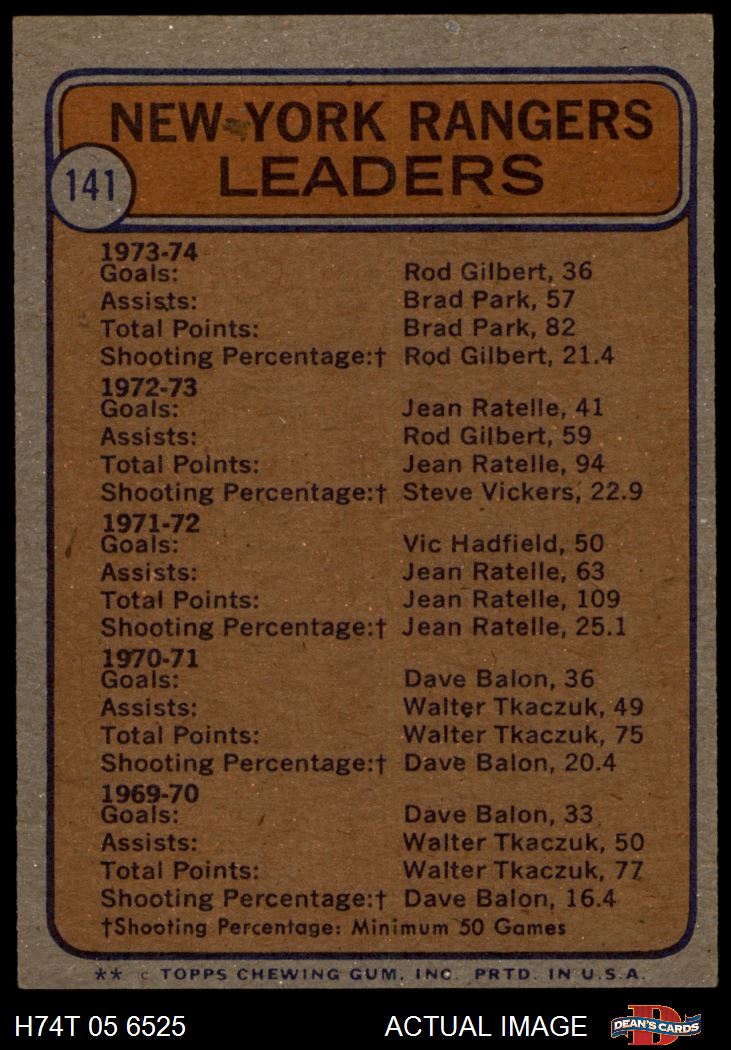 NEW YORK RANGERS
LEADERS
141
1973-74
Goals: Rod Gilbert, 36
Assists: Brad Park, 57
Total Points: Brad Park, 82
Shooting Percentage:† Rod Gilbert, 21.4
1972-73
Goals: Jean Ratelle, 41
Assists: Rod Gilbert, 59
Total Points: Jean Ratelle, 94
Shooting Percentage:† Steve Vickers, 22.9
1971-72
Goals: Vic Hadfield, 50
Assists: Jean Ratelle, 63
Total Points: Jean Ratelle, 109
Shooting Percentage:† Jean Ratelle, 25.1
1970-71
Goals: Dave Balon, 36
Assists: Walter Tkaczuk, 49
Total Points: Walter Tkaczuk, 75
Shooting Percentage:† Dave Balon, 20.4
1969-70
Goals: Dave Balon, 33
Assists: Walter Tkaczuk, 50
Total Points: Walter Tkaczuk, 77
Shooting Percentage:† Dave Balon, 16.4
†Shooting Percentage: Minimum 50 Games
** c TOPPS CHEWING GUM, INC. PRTD. IN U.S.A.
H74T 05 6525 ACTUAL IMAGE
D
DEAN'S CARDS